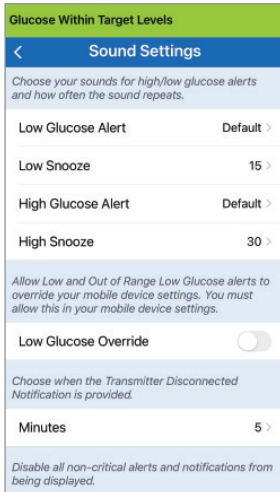 Glucose Within Target Levels
Sound Settings
Choose your sounds for high/low glucose alerts
and how often the sound repeats.
Low Glucose Alert Default
Low Snooze 15
High Glucose Alert Default
High Snooze 30
Allow Low and Out of Range Low Glucose alerts to
override your mobile device settings. You must
allow this in your mobile device settings.
Low Glucose Override
Choose when the Transmitter Disconnected
Notification is provided.
Minutes 5
Disable all non-critical alerts and notifications from
being displayed.